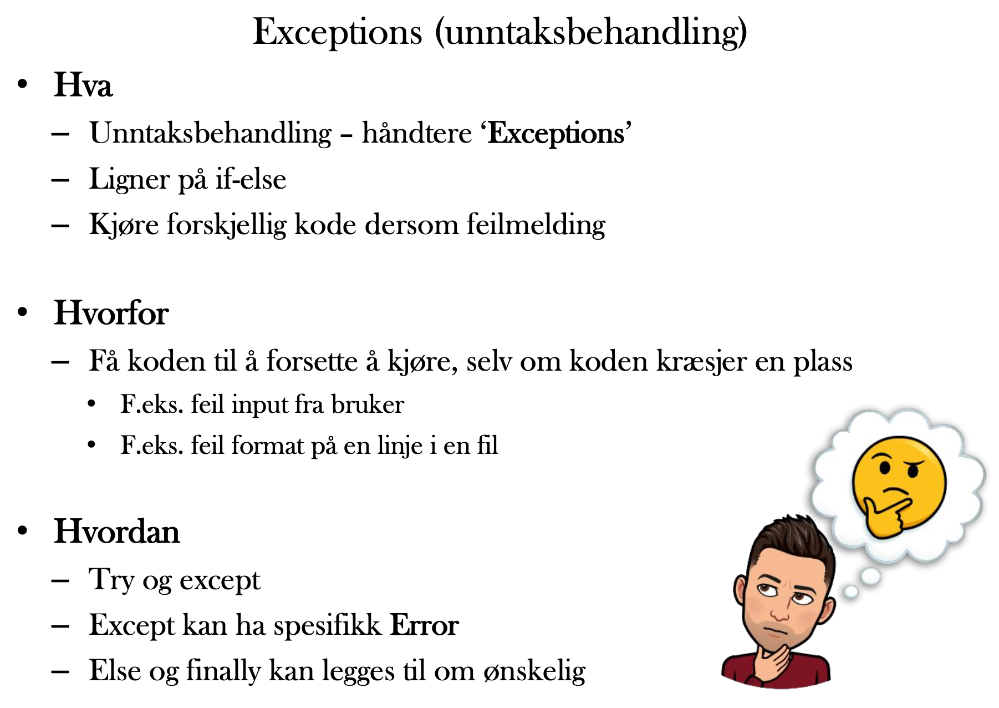 Exceptions (unntaksbehandling)
• Hva
– Unntaksbehandling – håndtere ‘Exceptions’
– Ligner på if-else
– Kjøre forskjellig kode dersom feilmelding
• Hvorfor
– Få koden til å forsette å kjøre, selv om koden kræsjer en plass
• F.eks. feil input fra bruker
• F.eks. feil format på en linje i en fil
• Hvordan
– Try og except
– Except kan ha spesifikk Error
– Else og finally kan legges til om ønskelig